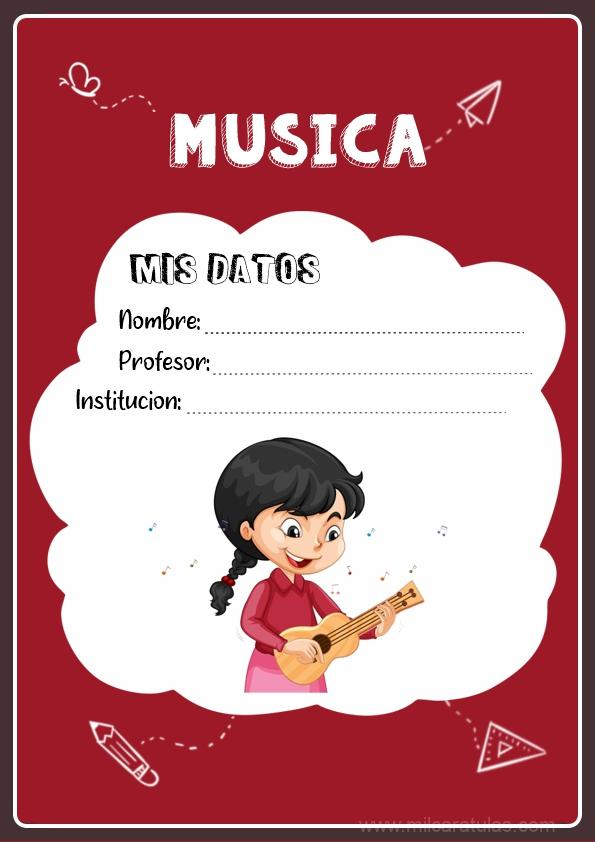 MUSICA
MIS DATOS
Nombre:
Profesor:
Institucion:
www.milcaratulas.com